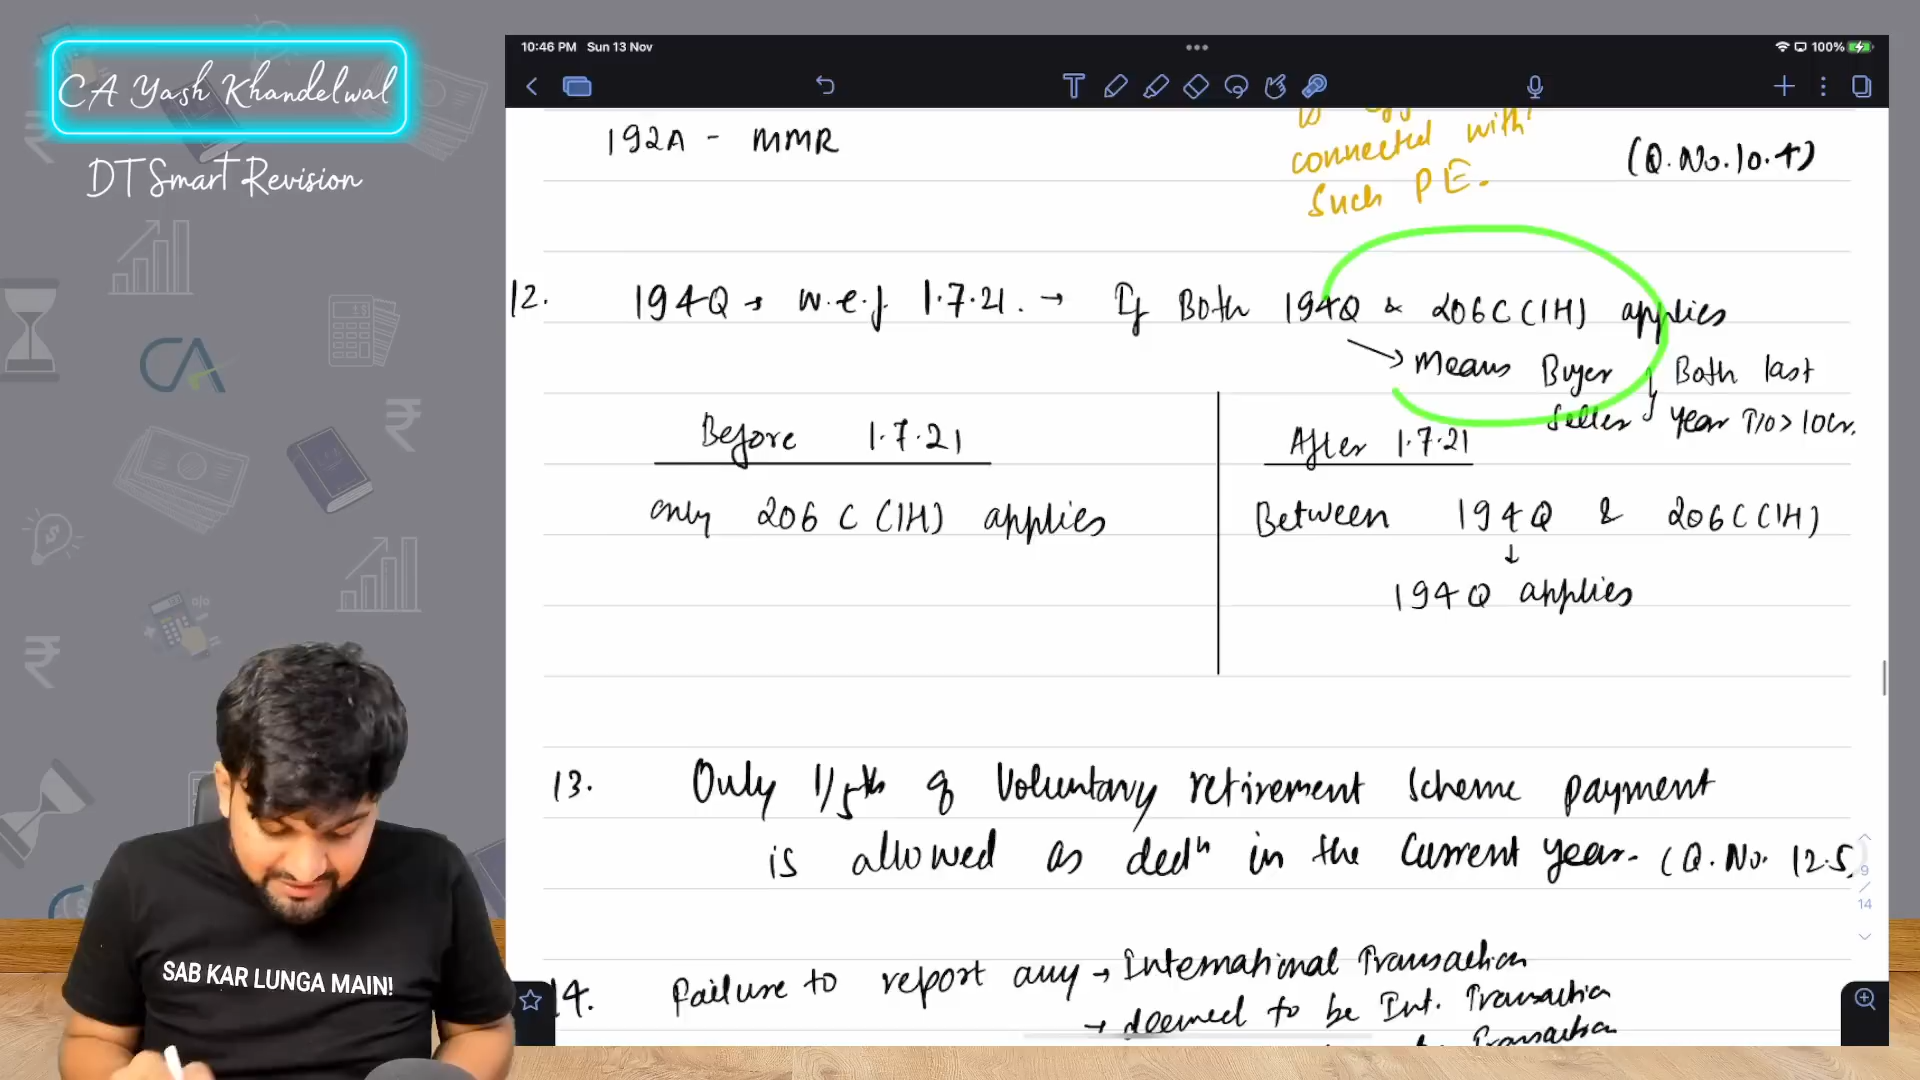 CA Yash Khandelwal
DT Smart Revision
10:46 PM Sun 13 Nov
100%
192A - MMR
connected with
such PE.
(Q.No.10.4)
12. 194Q → w.e.f 1.7.21. → If Both 194Q & 206C(1H) applies
→ Means Buyer
Seller
Both last
year T/O > 10cr.
Before 1.7.21
only 206 C (1H) applies
After 1.7.21
Between 194Q & 206C(1H)
↓
194Q applies
13. Only 1/5th of Voluntary retirement Scheme payment
is allowed as dedn in the Current year. (Q.No. 12.5
14. Failure to report any → International Transaction
→ deemed to be Int. Transaction
Transaction
9
/
14
SAB KAR LUNGA MAIN!
CA